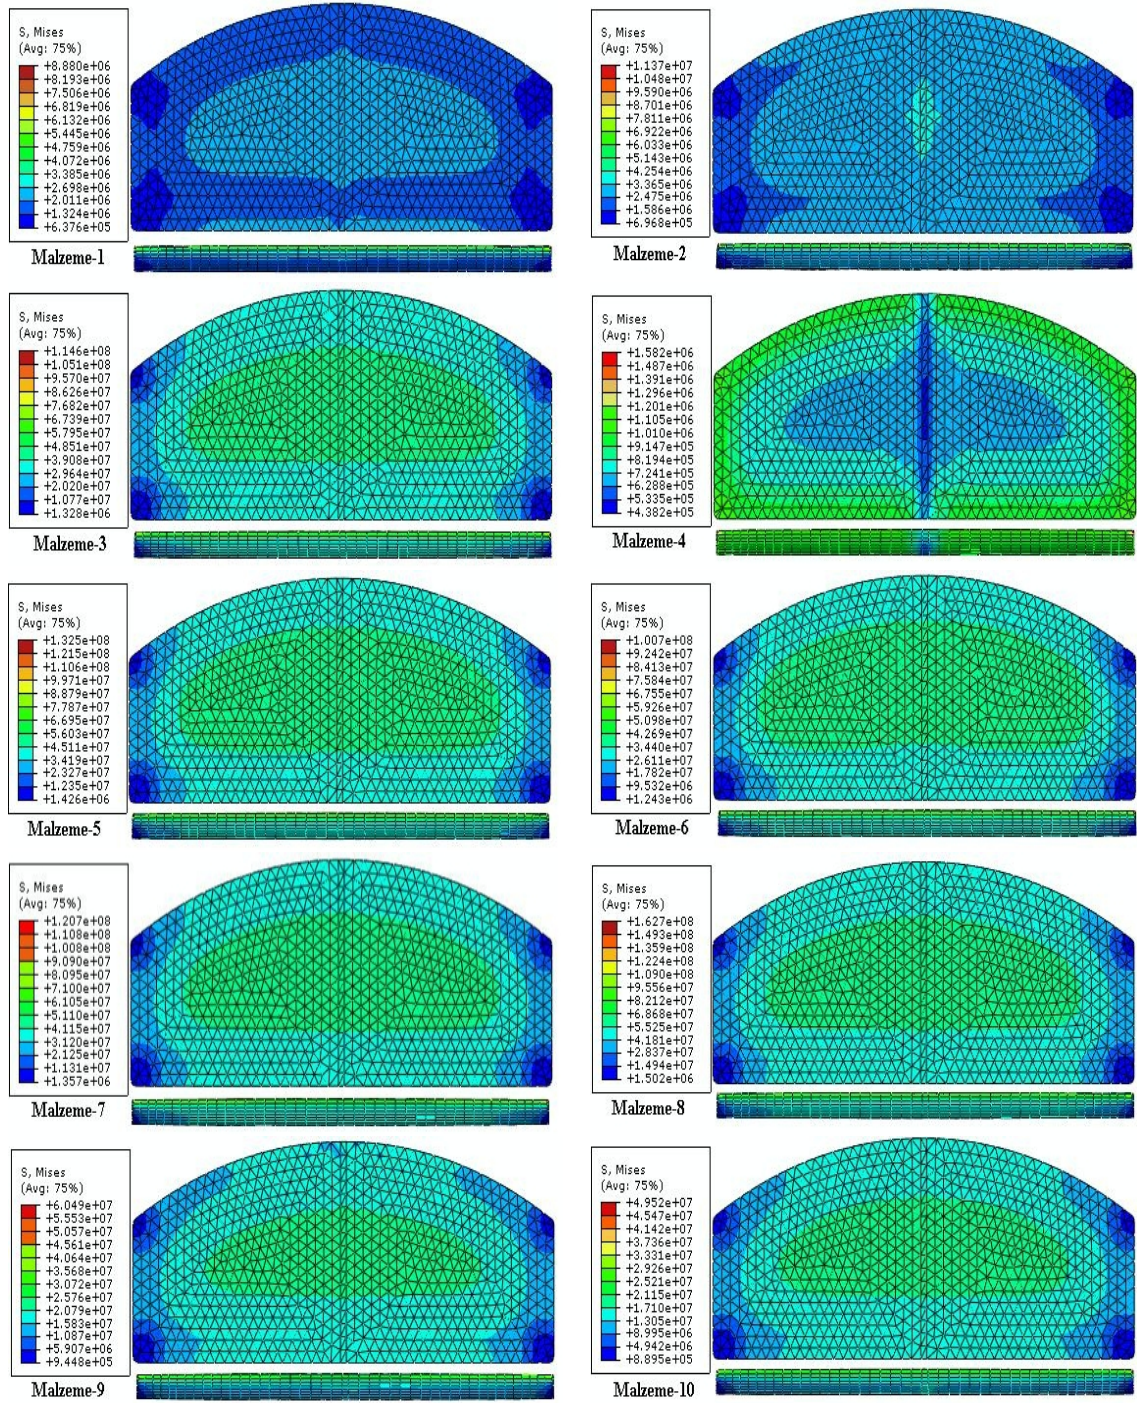 S, Mises
(Avg: 75%)
+8.880e+06
+8.193e+06
+7.506e+06
+6.819e+06
+6.132e+06
+5.445e+06
+4.759e+06
+4.072e+06
+3.385e+06
+2.698e+06
+2.011e+06
+1.324e+06
+6.376e+05
Malzeme-1
S, Mises
(Avg: 75%)
+1.137e+07
+1.048e+07
+9.590e+06
+8.701e+06
+7.811e+06
+6.922e+06
+6.033e+06
+5.143e+06
+4.254e+06
+3.365e+06
+2.475e+06
+1.586e+06
+6.968e+05
Malzeme-2
S, Mises
(Avg: 75%)
+1.146e+08
+1.051e+08
+9.570e+07
+8.626e+07
+7.682e+07
+6.739e+07
+5.795e+07
+4.851e+07
+3.908e+07
+2.964e+07
+2.020e+07
+1.077e+07
+1.328e+06
Malzeme-3
S, Mises
(Avg: 75%)
+1.582e+06
+1.487e+06
+1.391e+06
+1.296e+06
+1.201e+06
+1.105e+06
+1.010e+06
+9.147e+05
+8.194e+05
+7.241e+05
+6.288e+05
+5.335e+05
+4.382e+05
Malzeme-4
S, Mises
(Avg: 75%)
+1.325e+08
+1.215e+08
+1.106e+08
+9.971e+07
+8.879e+07
+7.787e+07
+6.695e+07
+5.603e+07
+4.511e+07
+3.419e+07
+2.327e+07
+1.235e+07
+1.426e+06
Malzeme-5
S, Mises
(Avg: 75%)
+1.007e+08
+9.242e+07
+8.413e+07
+7.584e+07
+6.755e+07
+5.926e+07
+5.098e+07
+4.269e+07
+3.440e+07
+2.611e+07
+1.782e+07
+9.532e+06
+1.243e+06
Malzeme-6
S, Mises
(Avg: 75%)
+1.207e+08
+1.108e+08
+1.008e+08
+9.090e+07
+8.095e+07
+7.100e+07
+6.105e+07
+5.110e+07
+4.115e+07
+3.120e+07
+2.125e+07
+1.131e+07
+1.357e+06
Malzeme-7
S, Mises
(Avg: 75%)
+1.627e+08
+1.493e+08
+1.359e+08
+1.224e+08
+1.090e+08
+9.556e+07
+8.212e+07
+6.868e+07
+5.525e+07
+4.181e+07
+2.837e+07
+1.494e+07
+1.502e+06
Malzeme-8
S, Mises
(Avg: 75%)
+6.049e+07
+5.553e+07
+5.057e+07
+4.561e+07
+4.064e+07
+3.568e+07
+3.072e+07
+2.576e+07
+2.079e+07
+1.583e+07
+1.087e+07
+5.907e+06
+9.448e+05
Malzeme-9
S, Mises
(Avg: 75%)
+4.952e+07
+4.547e+07
+4.142e+07
+3.736e+07
+3.331e+07
+2.926e+07
+2.521e+07
+2.115e+07
+1.710e+07
+1.305e+07
+8.995e+06
+4.942e+06
+8.895e+05
Malzeme-10